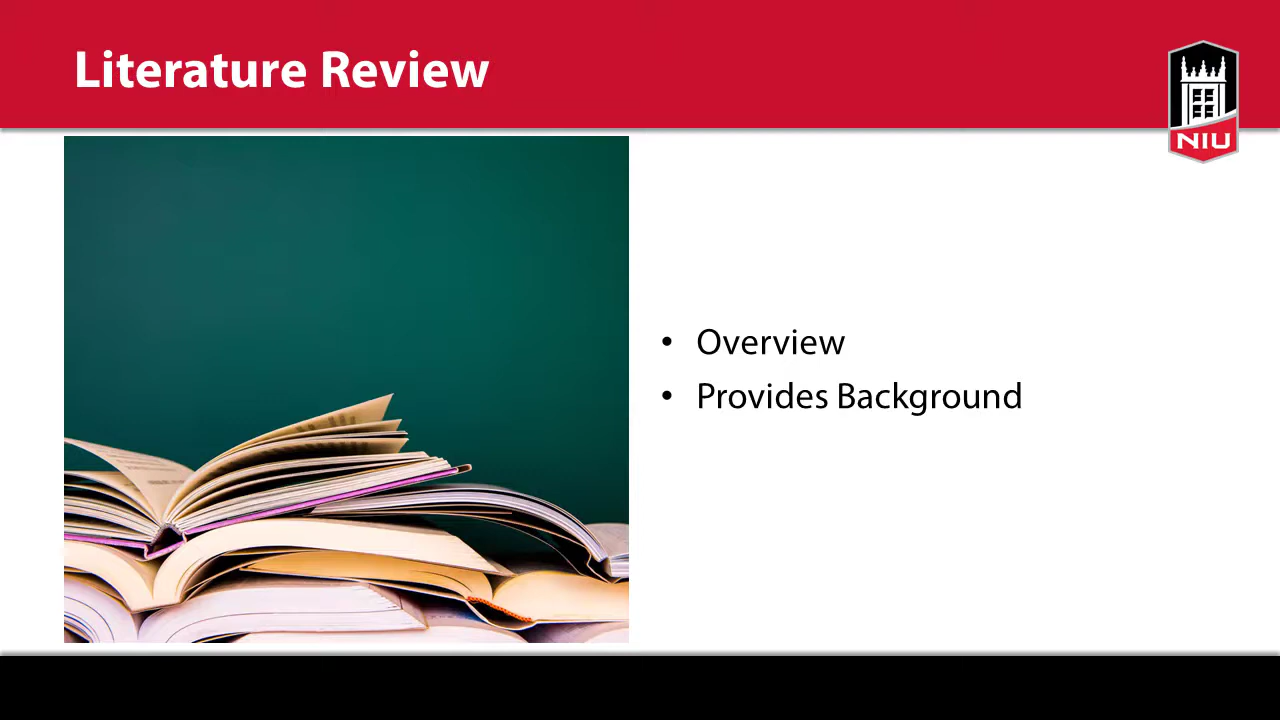 Literature Review
NIU
• Overview
• Provides Background